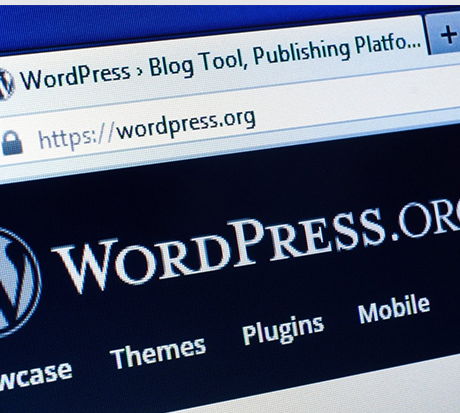 WordPress › Blog Tool, Publishing Platfo... +
https://wordpress.org
WORDPRESS.OR
wcase Themes Plugins Mobile